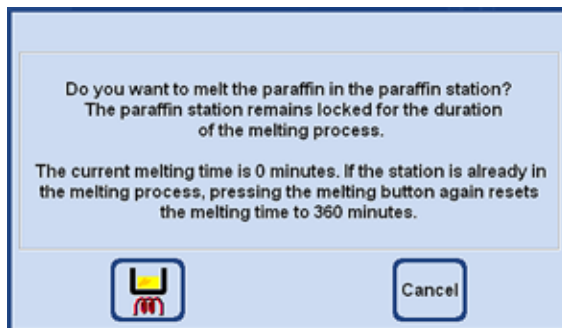 Do you want to melt the paraffin in the paraffin station?
The paraffin station remains locked for the duration
of the melting process.
The current melting time is 0 minutes. If the station is already in
the melting process, pressing the melting button again resets
the melting time to 360 minutes.
Cancel